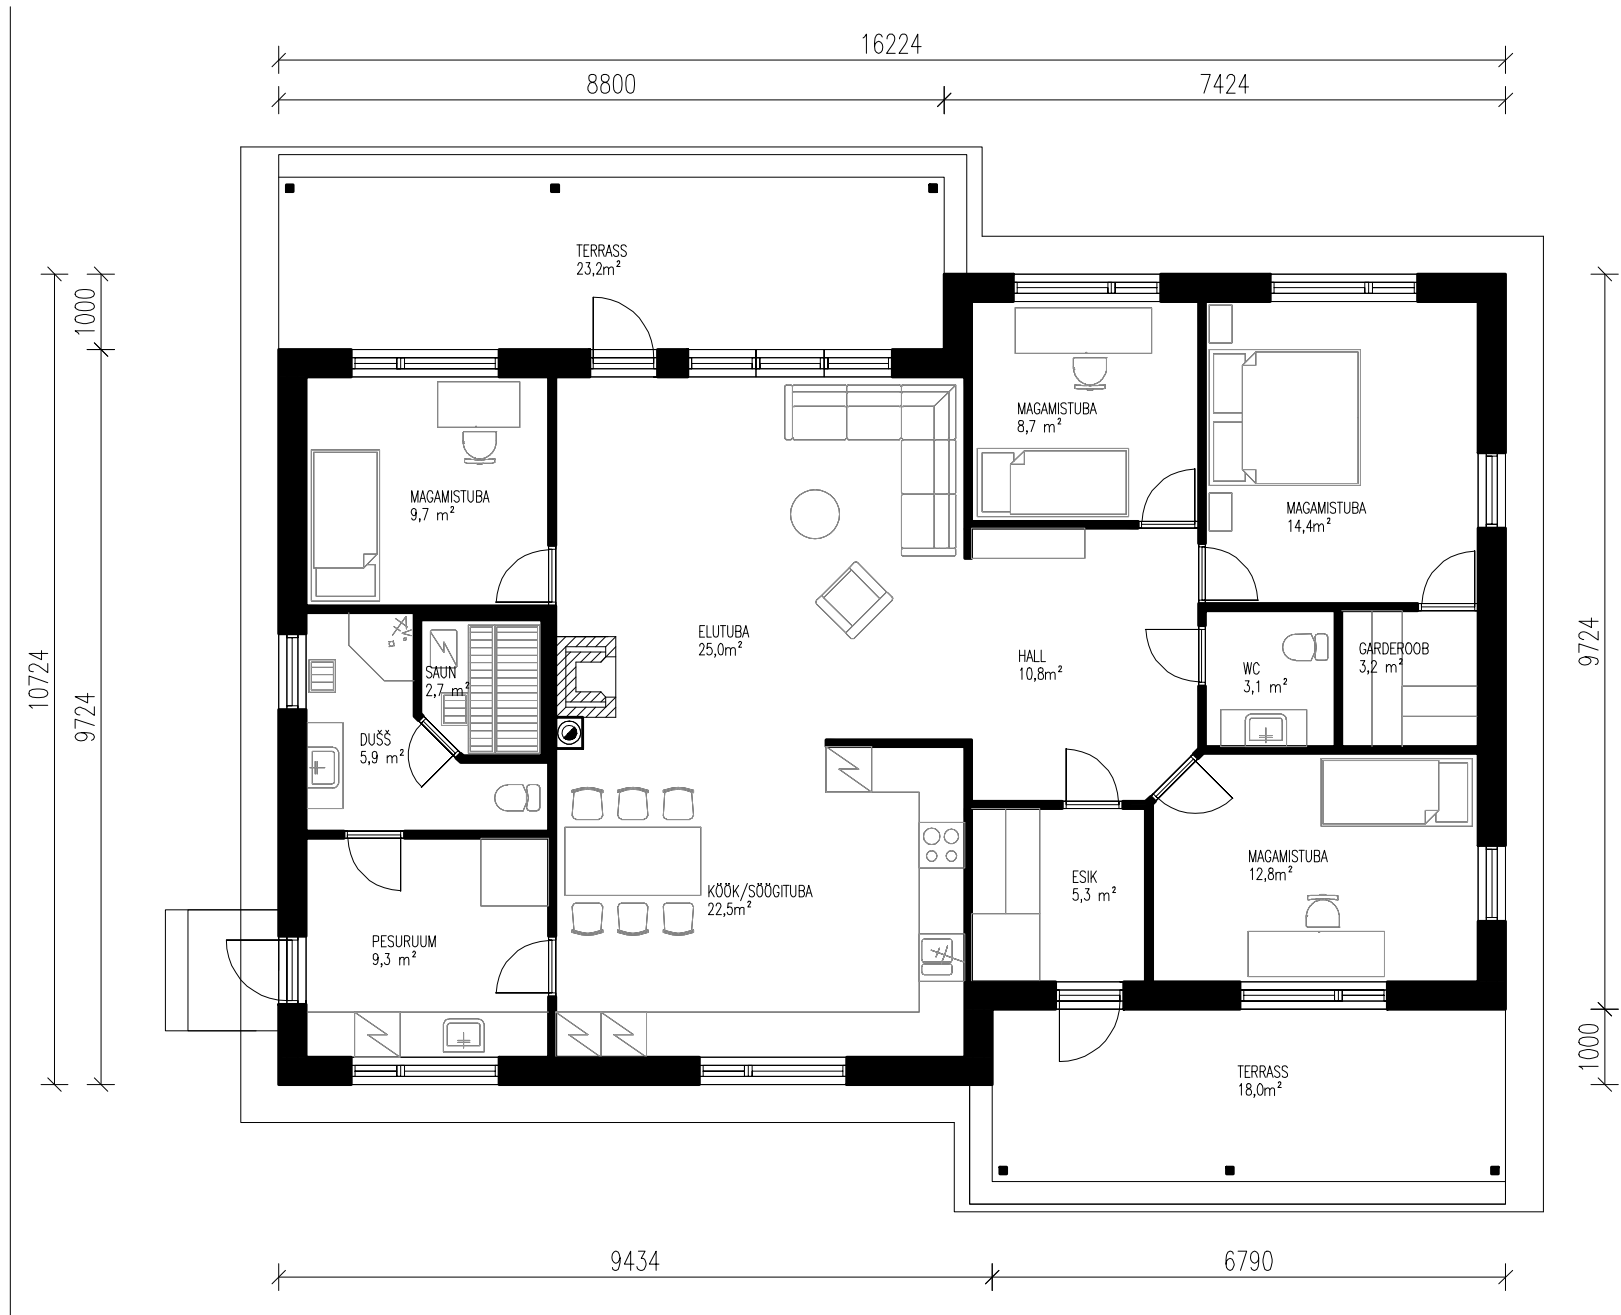 16224
8800
7424
TERRASS
23,2m²
1000
10724
9724
9724
1000
MAGAMISTUBA
8,7 m²
MAGAMISTUBA
9,7 m²
MAGAMISTUBA
14,4m²
ELUTUBA
25,0m²
HALL
10,8m²
WC
3,1 m²
GARDEROOB
3,2 m²
SAUN
2,7 m²
DUŠŠ
5,9 m²
MAGAMISTUBA
12,8m²
ESIK
5,3 m²
KÖÖK/SÖÖGITUBA
22,5m²
PESURUUM
9,3 m²
TERRASS
18,0m²
9434
6790